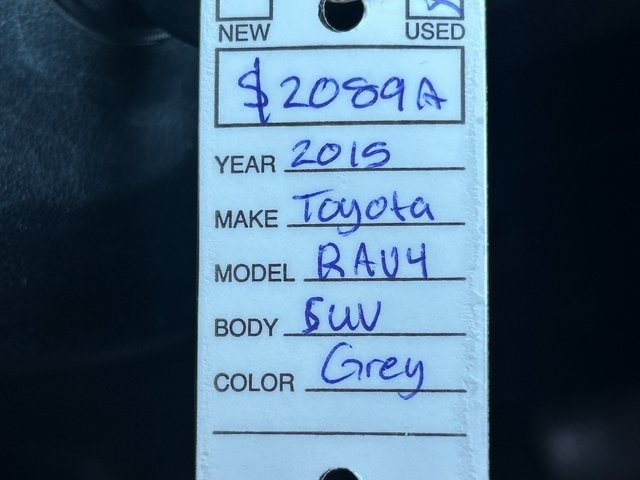 NEW USED
$2089A
YEAR 2015
MAKE Toyota
MODEL RAV4
BODY SUV
COLOR Grey